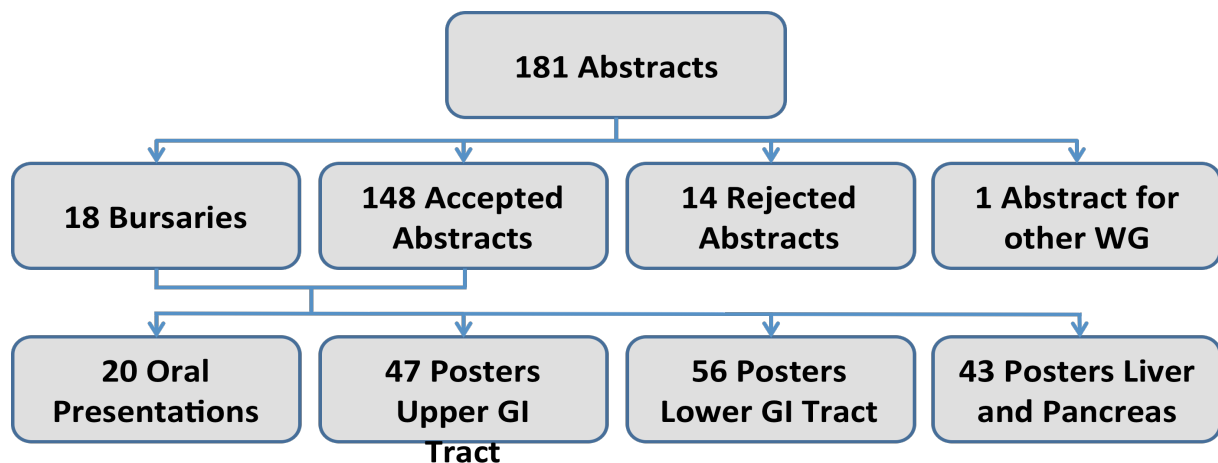 181 Abstracts
18 Bursaries
148 Accepted
Abstracts
14 Rejected
Abstracts
1 Abstract for
other WG
20 Oral
Presentations
47 Posters
Upper GI
Tract
56 Posters
Lower GI Tract
43 Posters Liver
and Pancreas